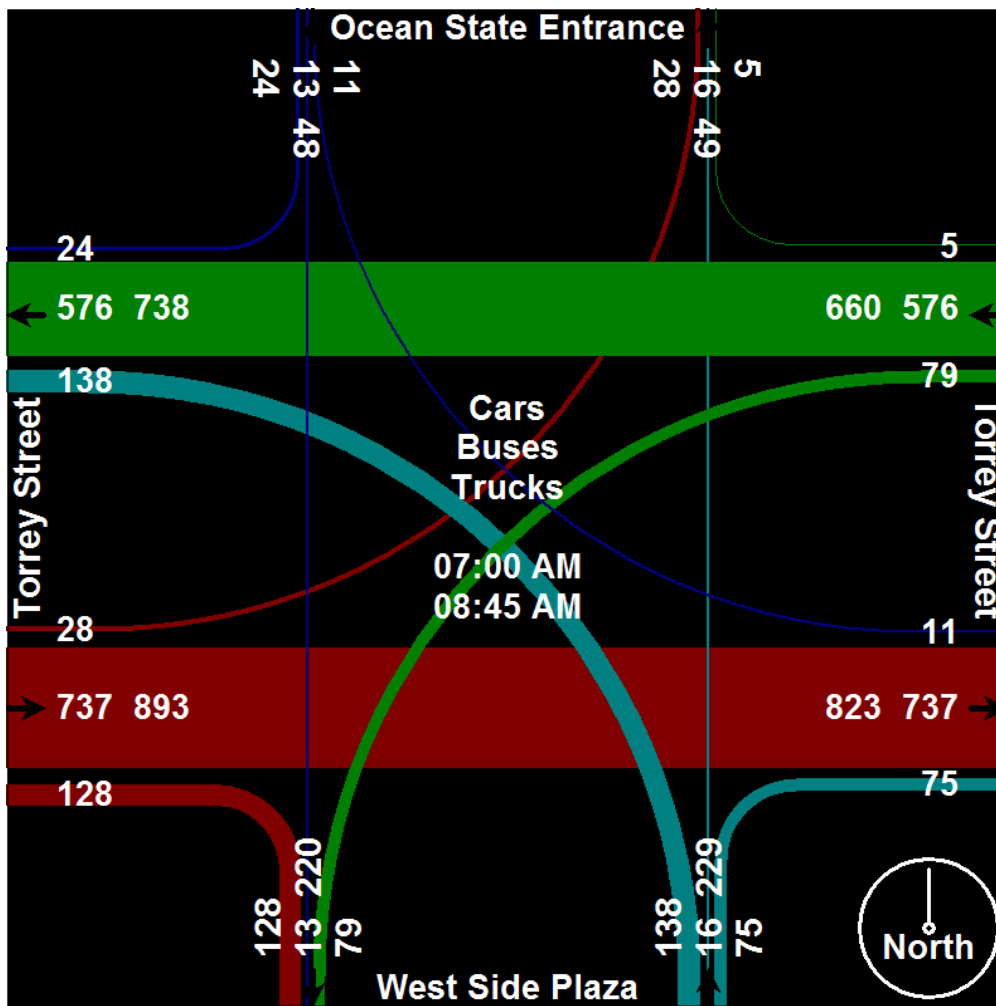 Ocean State Entrance
24 13 11
48
28 16 5
49
24
5
576 738
660 576
138
79
Torrey Street
Cars
Buses
Trucks
Torrey Street
07:00 AM
08:45 AM
28
11
737 893
823 737
128
75
220
229
128 13 79
138 16 75
North
West Side Plaza